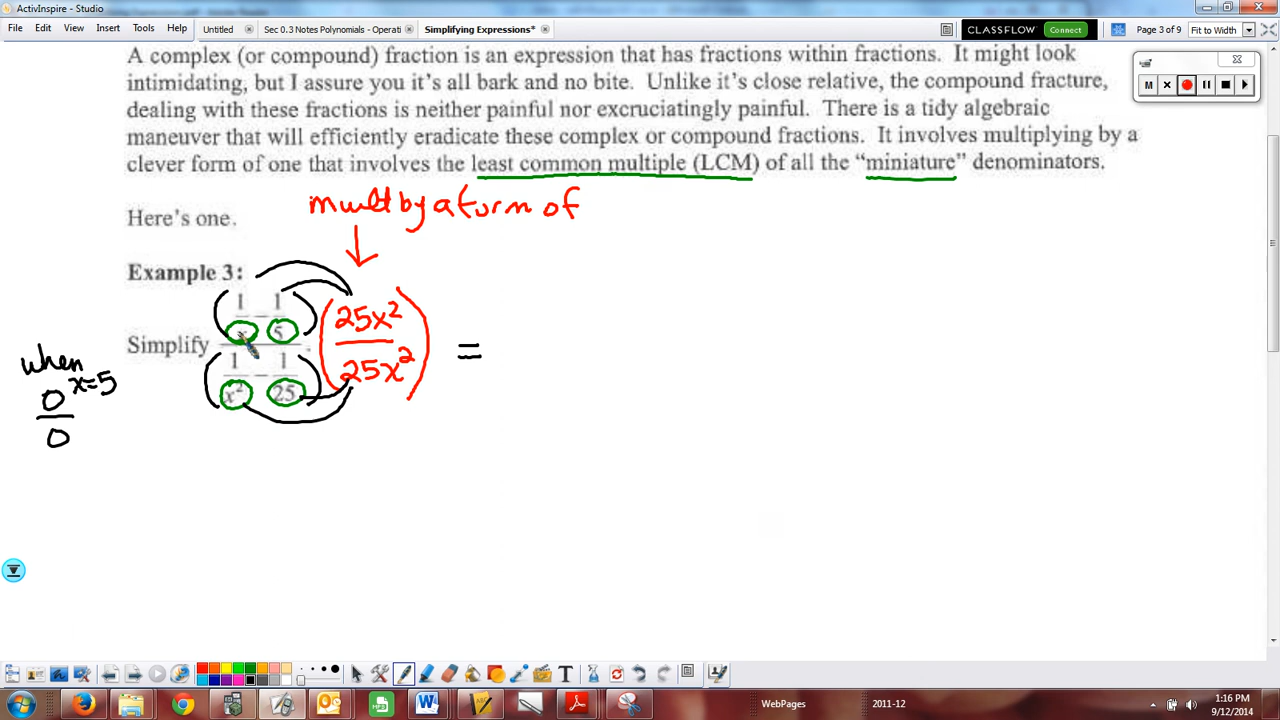 ActivInspire - Studio
File Edit View Insert Tools Help
Untitled Sec 0.3 Notes Polynomials - Operati Simplifying Expressions*
CLASSFLOW Connect Page 3 of 9 Fit to Width
A complex (or compound) fraction is an expression that has fractions within fractions. It might look
intimidating, but I assure you it's all bark and no bite. Unlike it's close relative, the compound fracture,
dealing with these fractions is neither painful nor excruciatingly painful. There is a tidy algebraic
maneuver that will efficiently eradicate these complex or compound fractions. It involves multiplying by a
clever form of one that involves the least common multiple (LCM) of all the "miniature" denominators.
mult by a form of
Here's one.
Example 3:
1 1
— − —
x 5
Simplify
1 1
— − —
x² 25
. (25x² / 25x²) =
when
x=5
0
0
M
1:16 PM
WebPages 2011-12
9/12/2014